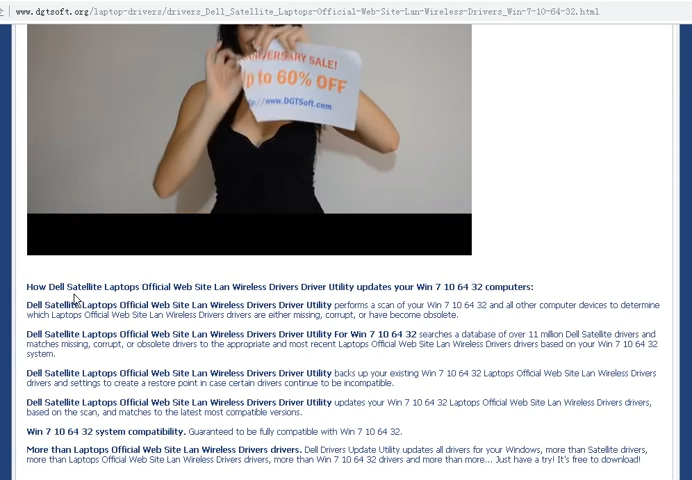 www.dgtsoft.org/laptop-drivers/drivers_Dell_Satellite_Laptops-Official-Web-Site-Lan-Wireless-Drivers_Win-7-10-64-32.html
ANNIVERSARY SALE!
Up to 60% OFF
http://www.DGTSoft.com
How Dell Satellite Laptops Official Web Site Lan Wireless Drivers Driver Utility updates your Win 7 10 64 32 computers:
Dell Satellite Laptops Official Web Site Lan Wireless Drivers Driver Utility performs a scan of your Win 7 10 64 32 and all other computer devices to determine
which Laptops Official Web Site Lan Wireless Drivers drivers are either missing, corrupt, or have become obsolete.
Dell Satellite Laptops Official Web Site Lan Wireless Drivers Driver Utility For Win 7 10 64 32 searches a database of over 11 million Dell Satellite drivers and
matches missing, corrupt, or obsolete drivers to the appropriate and most recent Laptops Official Web Site Lan Wireless Drivers drivers based on your Win 7 10 64 32
system.
Dell Satellite Laptops Official Web Site Lan Wireless Drivers Driver Utility backs up your existing Win 7 10 64 32 Laptops Official Web Site Lan Wireless Drivers
drivers and settings to create a restore point in case certain drivers continue to be incompatible.
Dell Satellite Laptops Official Web Site Lan Wireless Drivers Driver Utility updates your Win 7 10 64 32 Laptops Official Web Site Lan Wireless Drivers drivers,
based on the scan, and matches to the latest most compatible versions.
Win 7 10 64 32 system compatibility. Guaranteed to be fully compatible with Win 7 10 64 32.
More than Laptops Official Web Site Lan Wireless Drivers drivers. Dell Drivers Update Utility updates all drivers for your Windows, more than Satellite drivers,
more than Laptops Official Web Site Lan Wireless Drivers drivers, more than Win 7 10 64 32 drivers and more than more... Just have a try! It's free to download!